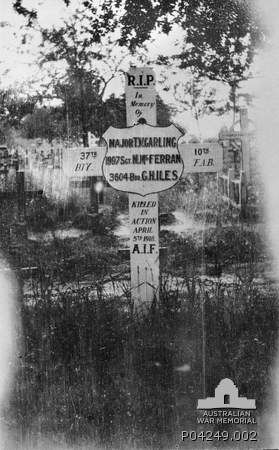 R.I.P.
In
Memory
Of
MAJOR T.W. GARLING
1997 SGT N. McFERRAN
3604 BDR G.H. ILES
37TH
BTY.
10TH
F.A.B.
KILLED
IN
ACTION
APRIL
5TH 1918
A.I.F.
AUSTRALIAN
WAR MEMORIAL
P04249.002